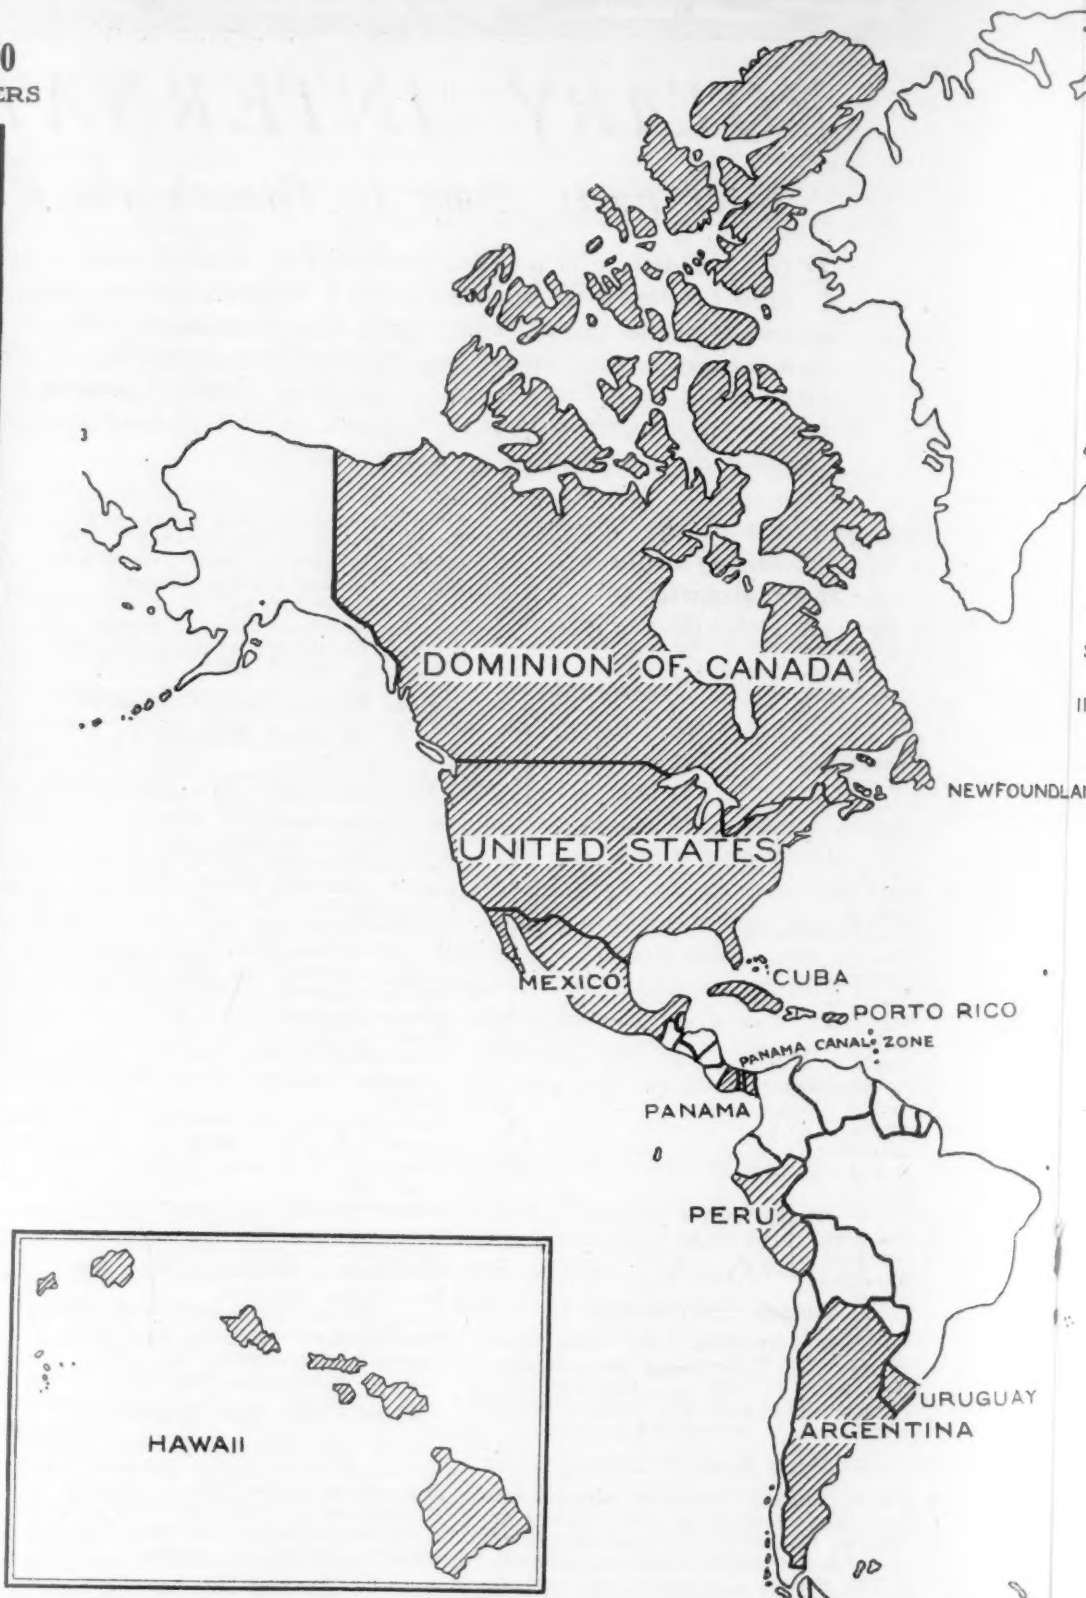 0
ERS
DOMINION OF CANADA
NEWFOUNDLAN
UNITED STATES
MEXICO
CUBA
PORTO RICO
PANAMA CANAL ZONE
PANAMA
PERU
URUGUAY
ARGENTINA
HAWAII